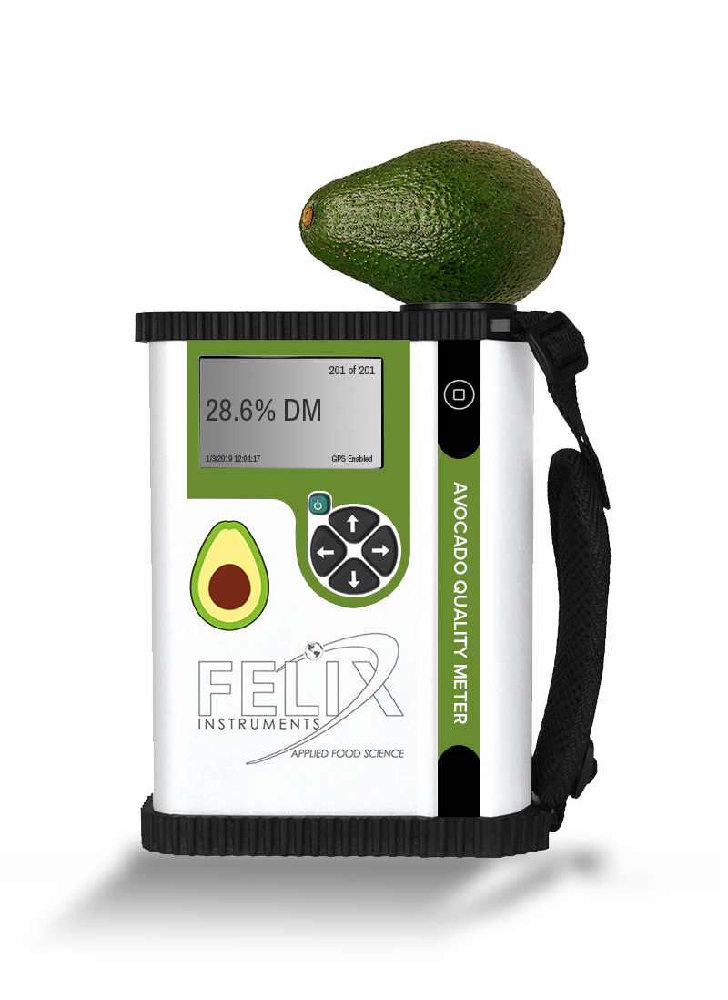 201 of 201
28.6% DM
1/3/2019 12:01:17 GPS Enabled
AVOCADO QUALITY METER
FELIX
INSTRUMENTS
APPLIED FOOD SCIENCE